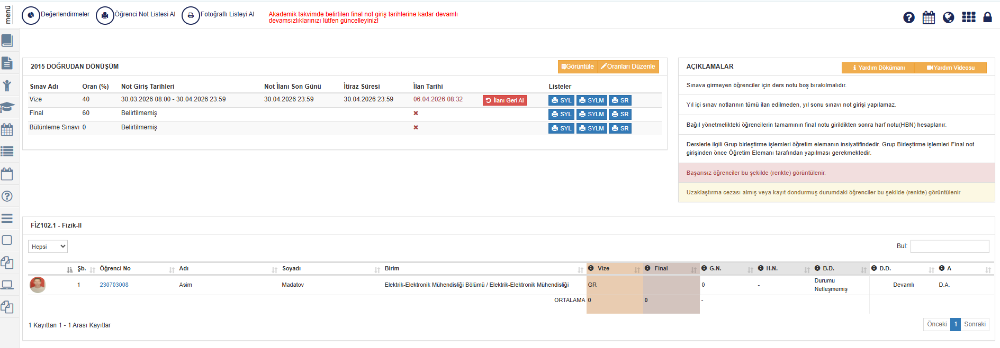 menü
Değerlendirmeler
Öğrenci Not Listesi Al
Fotoğraflı Listeyi Al
Akademik takvimde belirtilen final not giriş tarihlerine kadar devamlı
devamsızlıklarınızı lütfen güncelleyiniz!
2015 DOĞRUDAN DÖNÜŞÜM
Görüntüle Oranları Düzenle
Sınav Adı Oran (%) Not Giriş Tarihleri Not İlanı Son Günü İtiraz Süresi İlan Tarihi Listeler
Vize 40 30.03.2026 08:00 - 30.04.2026 23:59 30.04.2026 23:59 30.04.2026 23:59 06.04.2026 08:32 İlanı Geri Al SYL SYLM SR
Final 60 Belirtilmemiş SYL SYLM SR
Bütünleme Sınavı 0 Belirtilmemiş SYL SYLM SR
AÇIKLAMALAR
Yardım Dökümanı Yardım Videosu
Sınava girmeyen öğrenciler için ders notu boş bırakılmalıdır.
Yıl içi sınav notlarının tümü ilan edilmeden, yıl sonu sınavı not girişi yapılamaz.
Bağıl yönetmelikteki öğrencilerin tamamının final notu girildikten sonra harf notu(HBN) hesaplanır.
Derslerle ilgili Grup birleştirme işlemleri öğretim elemanın insiyatifindedir. Grup Birleştirme işlemleri Final not
girişinden önce Öğretim Elemanı tarafından yapılması gerekmektedir.
Başarısız öğrenciler bu şekilde (renkte) görüntülenir.
Uzaklaştırma cezası almış veya kayıt dondurmuş durumdaki öğrenciler bu şekilde (renkte) görüntülenir
FİZ102.1 - Fizik-II
Hepsi
Bul:
Şb. Öğrenci No Adı Soyadı Birim Vize Final G.N. H.N. B.D. D.D. A
1 230703008 Asim Madatov Elektrik-Elektronik Mühendisliği Bölümü / Elektrik-Elektronik Mühendisliği GR 0 - Durumu
Netleşmemiş Devamlı D.A.
ORTALAMA 0 0 -
1 Kayıttan 1 - 1 Arası Kayıtlar
Önceki 1 Sonraki